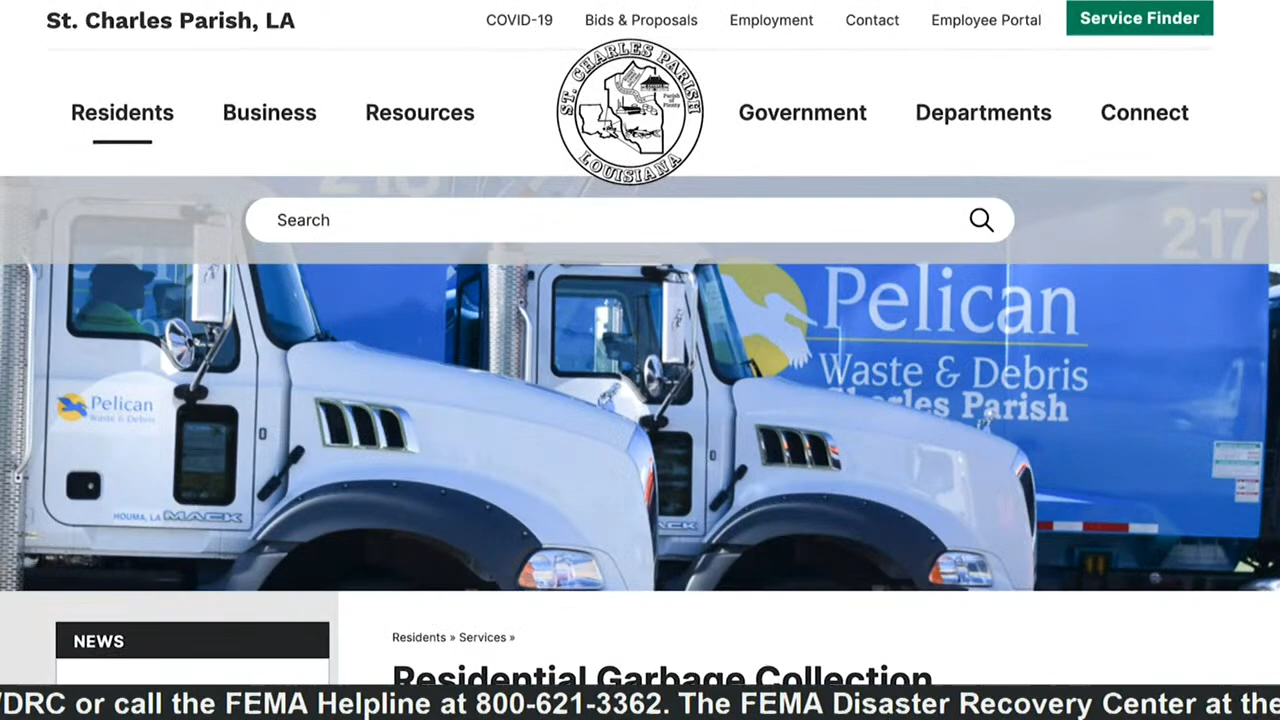 St. Charles Parish, LA
COVID-19 Bids & Proposals Employment Contact Employee Portal Service Finder
Residents Business Resources Government Departments Connect
ST. CHARLES PARISH
Parish
of
Plenty
LOUISIANA
Search
217
Pelican
Waste & Debris
Charles Parish
Pelican
Waste & Debris
HOUMA, LA MACK
NEWS
Residents » Services »
Residential Garbage Collection
/DRC or call the FEMA Helpline at 800-621-3362. The FEMA Disaster Recovery Center at the